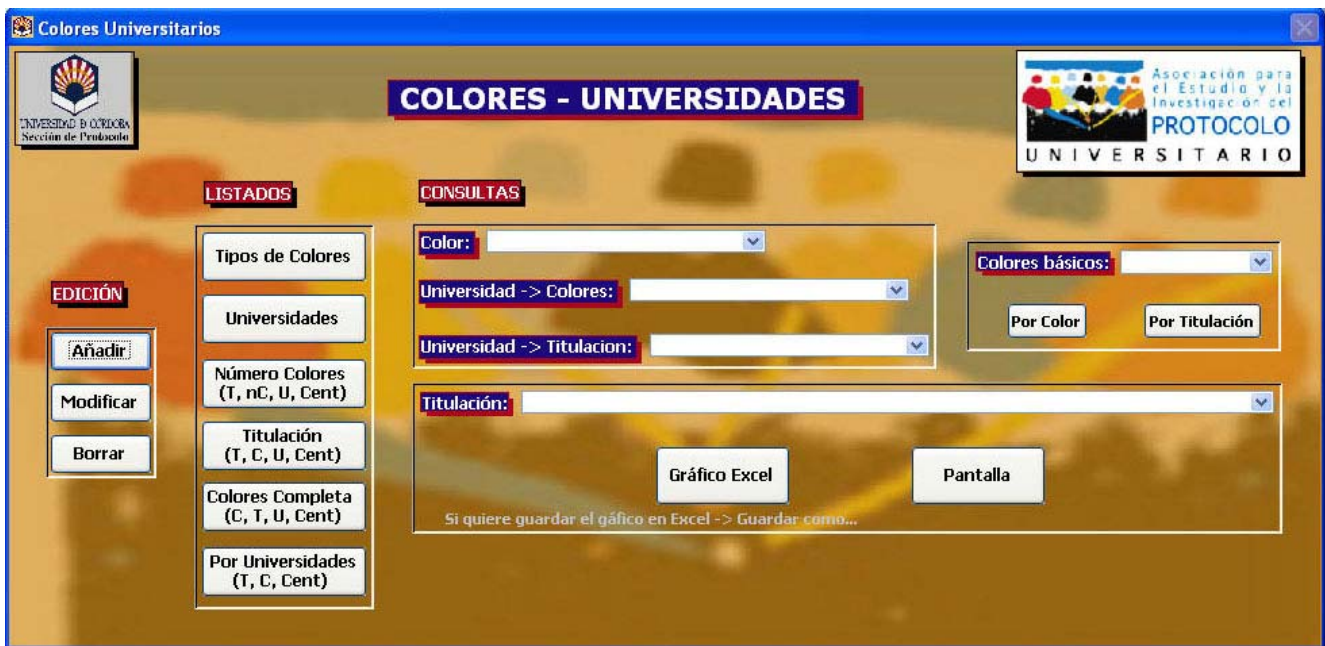 Colores Universitarios
UNIVERSIDAD D CÓRDOBA
Sección de Protocolo
COLORES - UNIVERSIDADES
Asociación para
el Estudio y la
Investigación del
PROTOCOLO
UNIVERSITARIO
EDICIÓN
Añadir
Modificar
Borrar
LISTADOS
Tipos de Colores
Universidades
Número Colores
(T, nC, U, Cent)
Titulación
(T, C, U, Cent)
Colores Completa
(C, T, U, Cent)
Por Universidades
(T, C, Cent)
CONSULTAS
Color:
Universidad -> Colores:
Universidad -> Titulacion:
Colores básicos:
Por Color
Por Titulación
Titulación:
Gráfico Excel
Pantalla
Si quiere guardar el gáfico en Excel -> Guardar como...